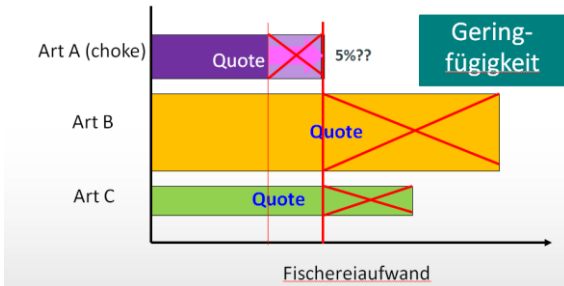 Gering-
fügigkeit
Art A (choke)
Quote
5%??
Art B
Quote
Art C
Quote
Fischereiaufwand